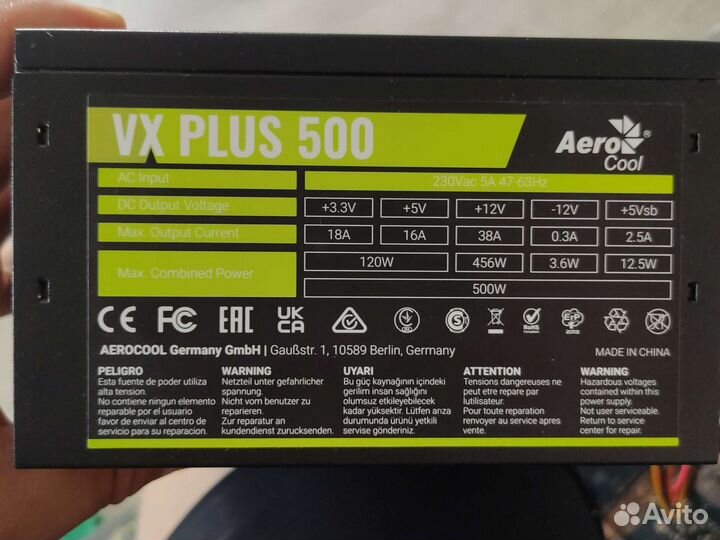 VX PLUS 500
Aero Cool ®
AC Input 230Vac 5A 47-63Hz
DC Output Voltage +3.3V +5V +12V -12V +5Vsb
Max. Output Current 18A 16A 38A 0.3A 2.5A
Max. Combined Power 120W 456W 3.6W 12.5W
500W
CE FC EAC UK CA S RoHS COMPLIANT ErP 2013
AEROCOOL Germany GmbH | Gaußstr. 1, 10589 Berlin, Germany
MADE IN CHINA
PELIGRO
Esta fuente de poder utiliza
alta tension.
No contiene ningun elemento
reparable por el usuario
favor de enviar al centro de
servicio para su reparacion.
WARNING
Netzteil unter gefahrlicher
spannung.
Nicht vom benutzer zu
reparieren.
Zur reparatur an
kundendienst zurucksenden.
UYARI
Bu güç kaynağının içindeki
gerilim insan sağlığını
olumsuz etkileyebilecek
kadar yüksektir. Lütfen arıza
durumunda ürünü yetkili
servise gönderiniz.
ATTENTION
Tensions dangereuses ne
peut etre repare par
l'utilisateur.
Pour toute reparation
renvoyer au service apres
vente.
WARNING
Hazardous voltages
contained within this
power supply.
Not user serviceable.
Return to service
center for repair.
Avito